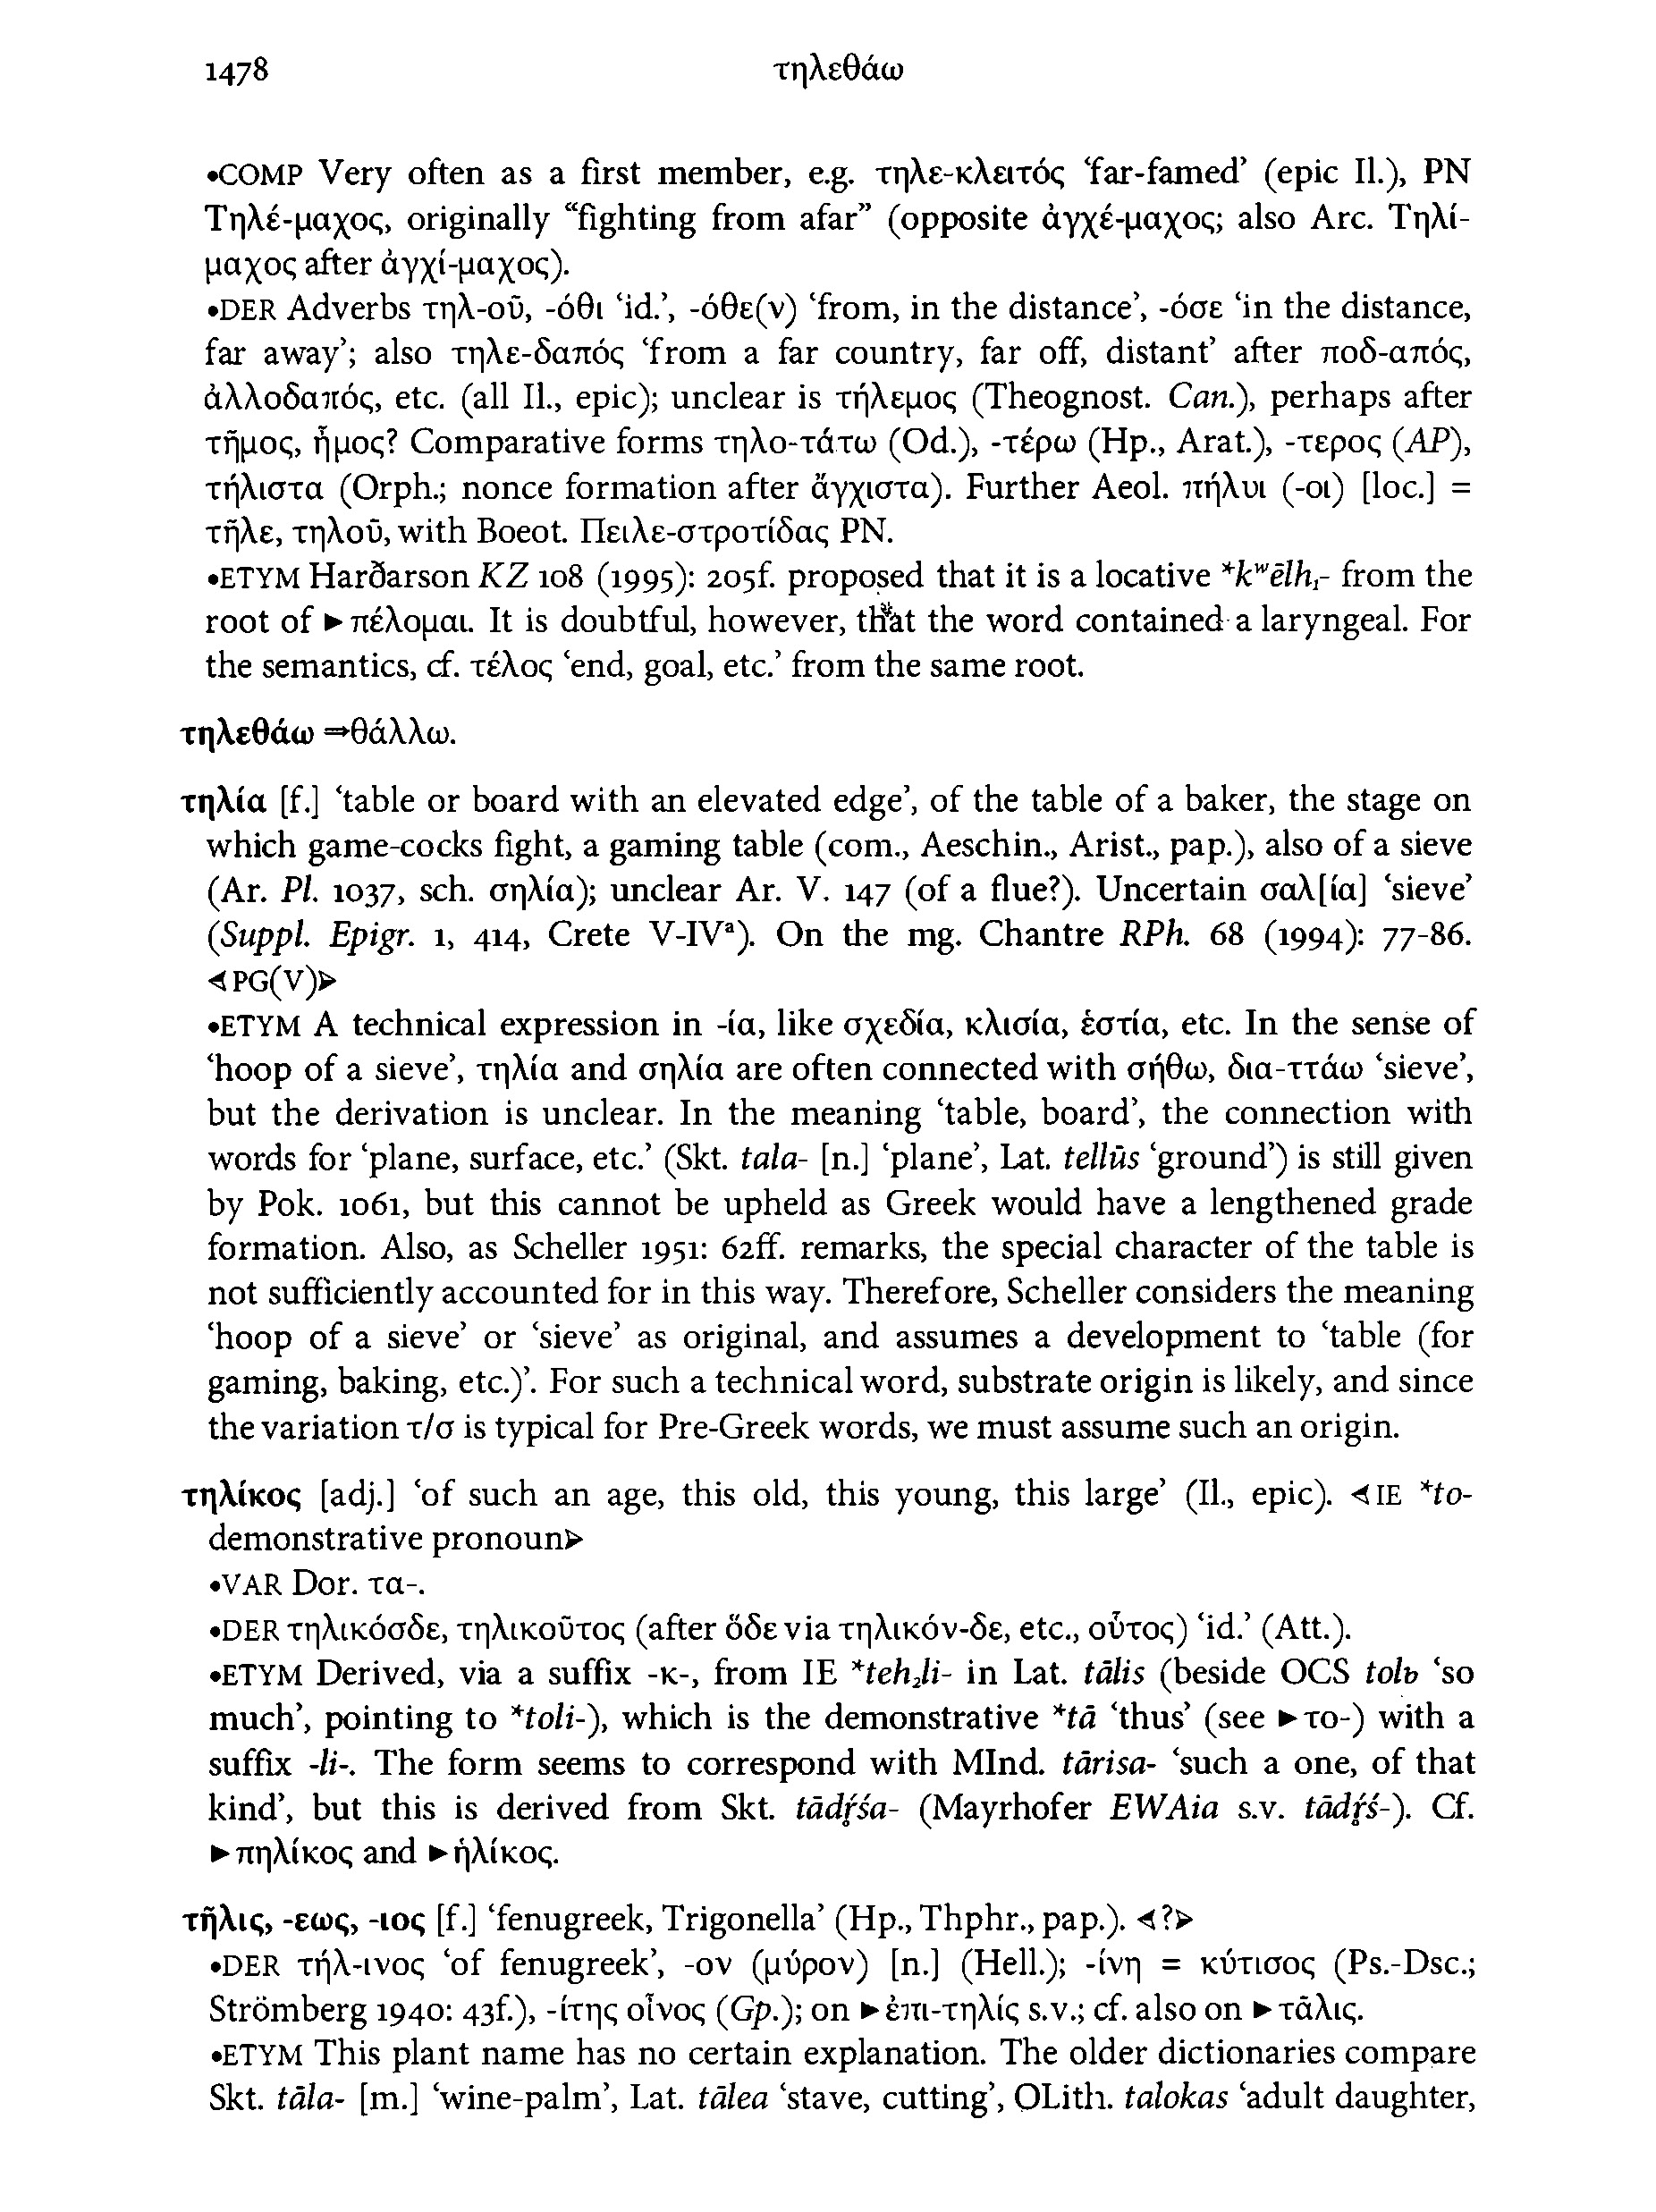 1478 τηλεθάω
•COMP Very often as a first member, e.g. τηλε-κλειτός ‘far-famed’ (epic Il.), PN
Τηλέ-μαχος, originally “fighting from afar” (opposite ἀγχέ-μαχος; also Arc. Τηλί-
μαχος after ἀγχί-μαχος).
•DER Adverbs τηλ-οῦ, -όθι ‘id.’, -όθε(ν) ‘from, in the distance’, -όσε ‘in the distance,
far away’; also τηλε-δαπός ‘from a far country, far off, distant’ after ποδ-απός,
ἀλλοδαπός, etc. (all Il., epic); unclear is τήλεμος (Theognost. Can.), perhaps after
τῆμος, ἦμος? Comparative forms τηλο-τάτω (Od.), -τέρω (Hp., Arat.), -τερος (AP),
τήλιστα (Orph.; nonce formation after ἄγχιστα). Further Aeol. πήλυι (-οι) [loc.] =
τῆλε, τηλοῦ, with Boeot. Πειλε-στροτίδας PN.
•ETYM Harðarson KZ 108 (1995): 205f. proposed that it is a locative *kʷēlh₁- from the
root of ►πέλομαι. It is doubtful, however, that the word contained a laryngeal. For
the semantics, cf. τέλος ‘end, goal, etc.’ from the same root.
τηλεθάω ⇒θάλλω.
τηλία [f.] ‘table or board with an elevated edge’, of the table of a baker, the stage on
which game-cocks fight, a gaming table (com., Aeschin., Arist., pap.), also of a sieve
(Ar. Pl. 1037, sch. σηλία); unclear Ar. V. 147 (of a flue?). Uncertain σαλ[ία] ‘sieve’
(Suppl. Epigr. 1, 414, Crete V-IVᵃ). On the mg. Chantre RPh. 68 (1994): 77-86.
◄PG(V)►
•ETYM A technical expression in -ία, like σχεδία, κλισία, ἑστία, etc. In the sense of
‘hoop of a sieve’, τηλία and σηλία are often connected with σήθω, δια-ττάω ‘sieve’,
but the derivation is unclear. In the meaning ‘table, board’, the connection with
words for ‘plane, surface, etc.’ (Skt. tala- [n.] ‘plane’, Lat. tellūs ‘ground’) is still given
by Pok. 1061, but this cannot be upheld as Greek would have a lengthened grade
formation. Also, as Scheller 1951: 62ff. remarks, the special character of the table is
not sufficiently accounted for in this way. Therefore, Scheller considers the meaning
‘hoop of a sieve’ or ‘sieve’ as original, and assumes a development to ‘table (for
gaming, baking, etc.)’. For such a technical word, substrate origin is likely, and since
the variation τ/σ is typical for Pre-Greek words, we must assume such an origin.
τηλίκος [adj.] ‘of such an age, this old, this young, this large’ (Il., epic). ◄IE *to-
demonstrative pronoun►
•VAR Dor. τα-.
•DER τηλικόσδε, τηλικοῦτος (after ὅδε via τηλικόν-δε, etc., οὗτος) ‘id.’ (Att.).
•ETYM Derived, via a suffix -κ-, from IE *teh₂li- in Lat. tālis (beside OCS tolь ‘so
much’, pointing to *toli-), which is the demonstrative *tā ‘thus’ (see ►το-) with a
suffix -li-. The form seems to correspond with MInd. tārisa- ‘such a one, of that
kind’, but this is derived from Skt. tādŕ̥śa- (Mayrhofer EWAia s.v. tādŕ̥ś-). Cf.
►πηλίκος and ►ἡλίκος.
τῆλις, -εως, -ιος [f.] ‘fenugreek, Trigonella’ (Hp., Thphr., pap.). ◄?►
•DER τήλ-ινος ‘of fenugreek’, -ον (μύρον) [n.] (Hell.); -ίνη = κύτισος (Ps.-Dsc.;
Strömberg 1940: 43f.), -ίτης οἶνος (Gp.); on ►ἐπι-τηλίς s.v.; cf. also on ►τᾶλις.
•ETYM This plant name has no certain explanation. The older dictionaries compare
Skt. tāla- [m.] ‘wine-palm’, Lat. tālea ‘stave, cutting’, OLith. talokas ‘adult daughter,